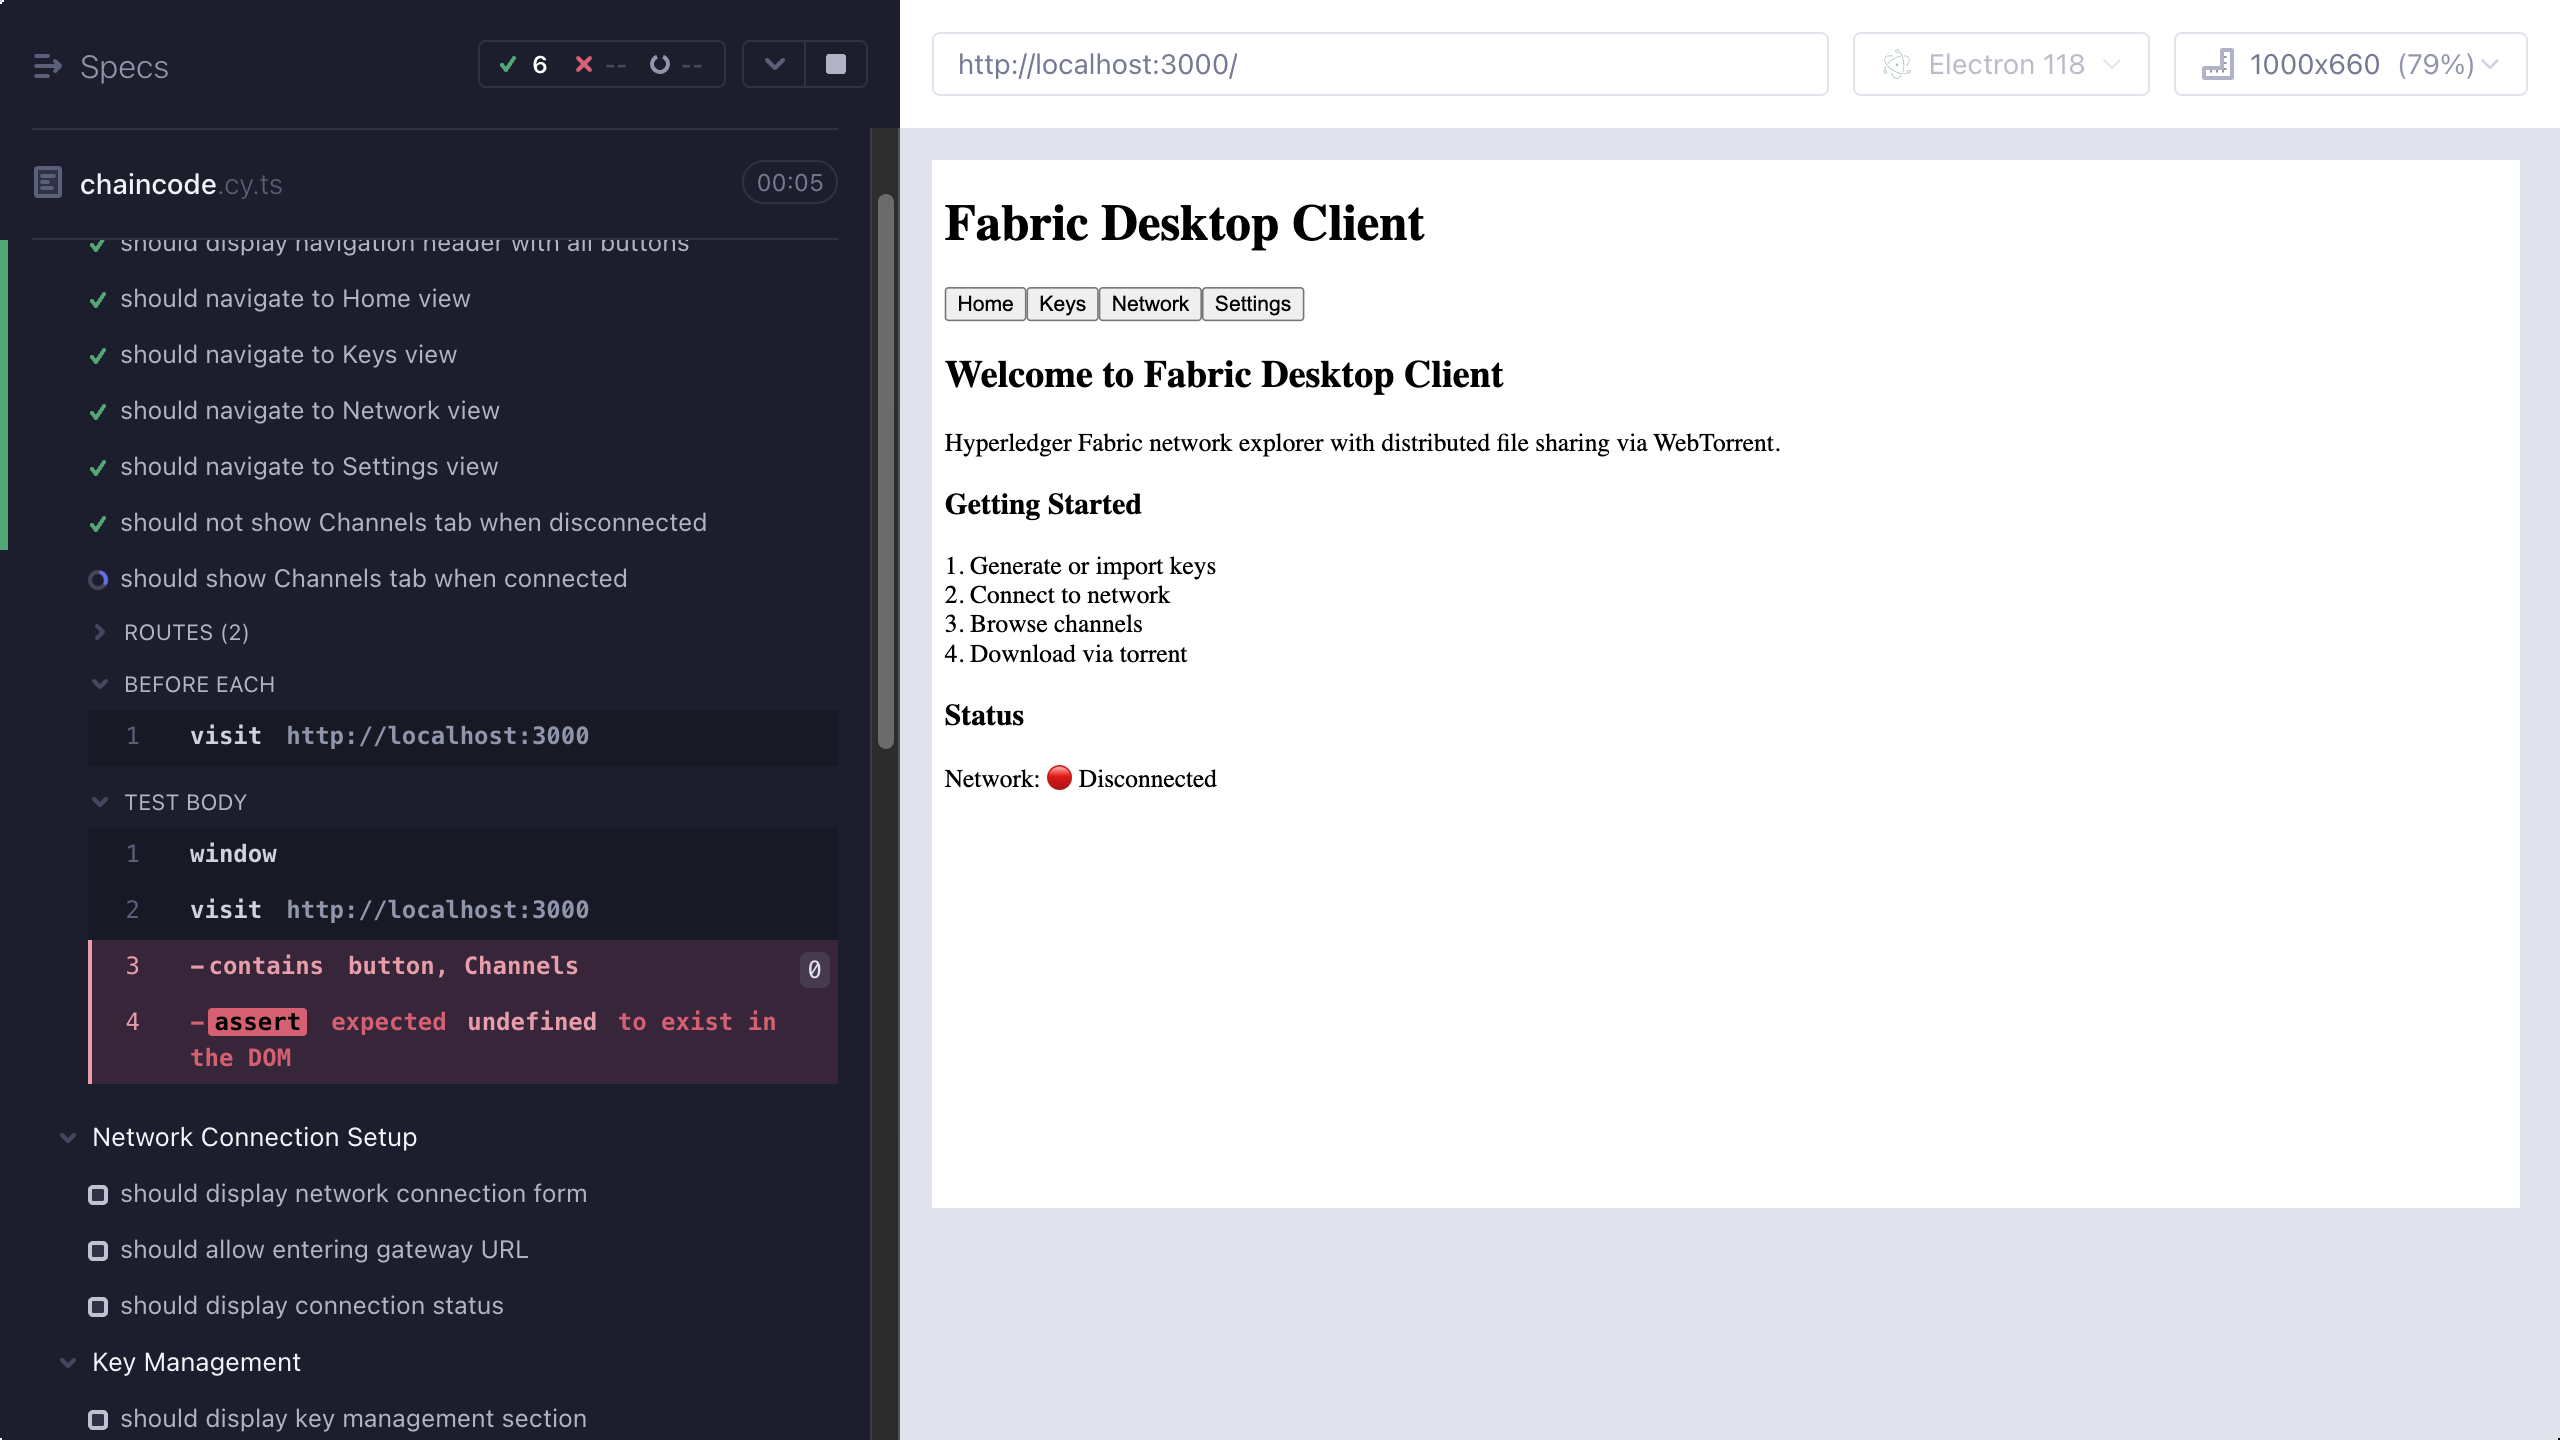 Specs
6 -- --
chaincode.cy.ts
00:05
should display navigation header with all buttons
should navigate to Home view
should navigate to Keys view
should navigate to Network view
should navigate to Settings view
should not show Channels tab when disconnected
should show Channels tab when connected
ROUTES (2)
BEFORE EACH
1 visit http://localhost:3000
TEST BODY
1 window
2 visit http://localhost:3000
3 -contains button, Channels 0
4 -assert expected undefined to exist in
the DOM
Network Connection Setup
should display network connection form
should allow entering gateway URL
should display connection status
Key Management
should display key management section
http://localhost:3000/
Electron 118
1000x660 (79%)
Fabric Desktop Client
Home Keys Network Settings
Welcome to Fabric Desktop Client
Hyperledger Fabric network explorer with distributed file sharing via WebTorrent.
Getting Started
1. Generate or import keys
2. Connect to network
3. Browse channels
4. Download via torrent
Status
Network: 🔴 Disconnected